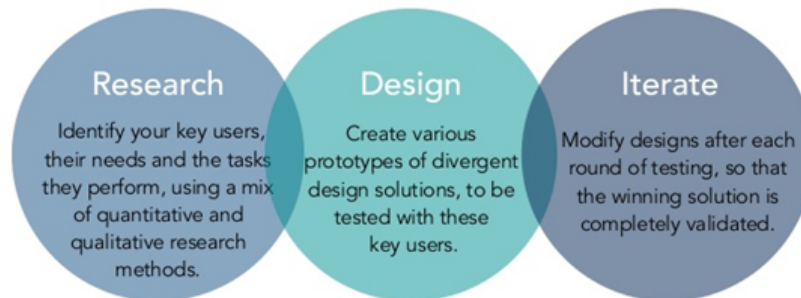 Research
Identify your key users,
their needs and the tasks
they perform, using a mix
of quantitative and
qualitative research
methods.
Design
Create various
prototypes of divergent
design solutions, to be
tested with these
key users.
Iterate
Modify designs after each
round of testing, so that
the winning solution is
completely validated.